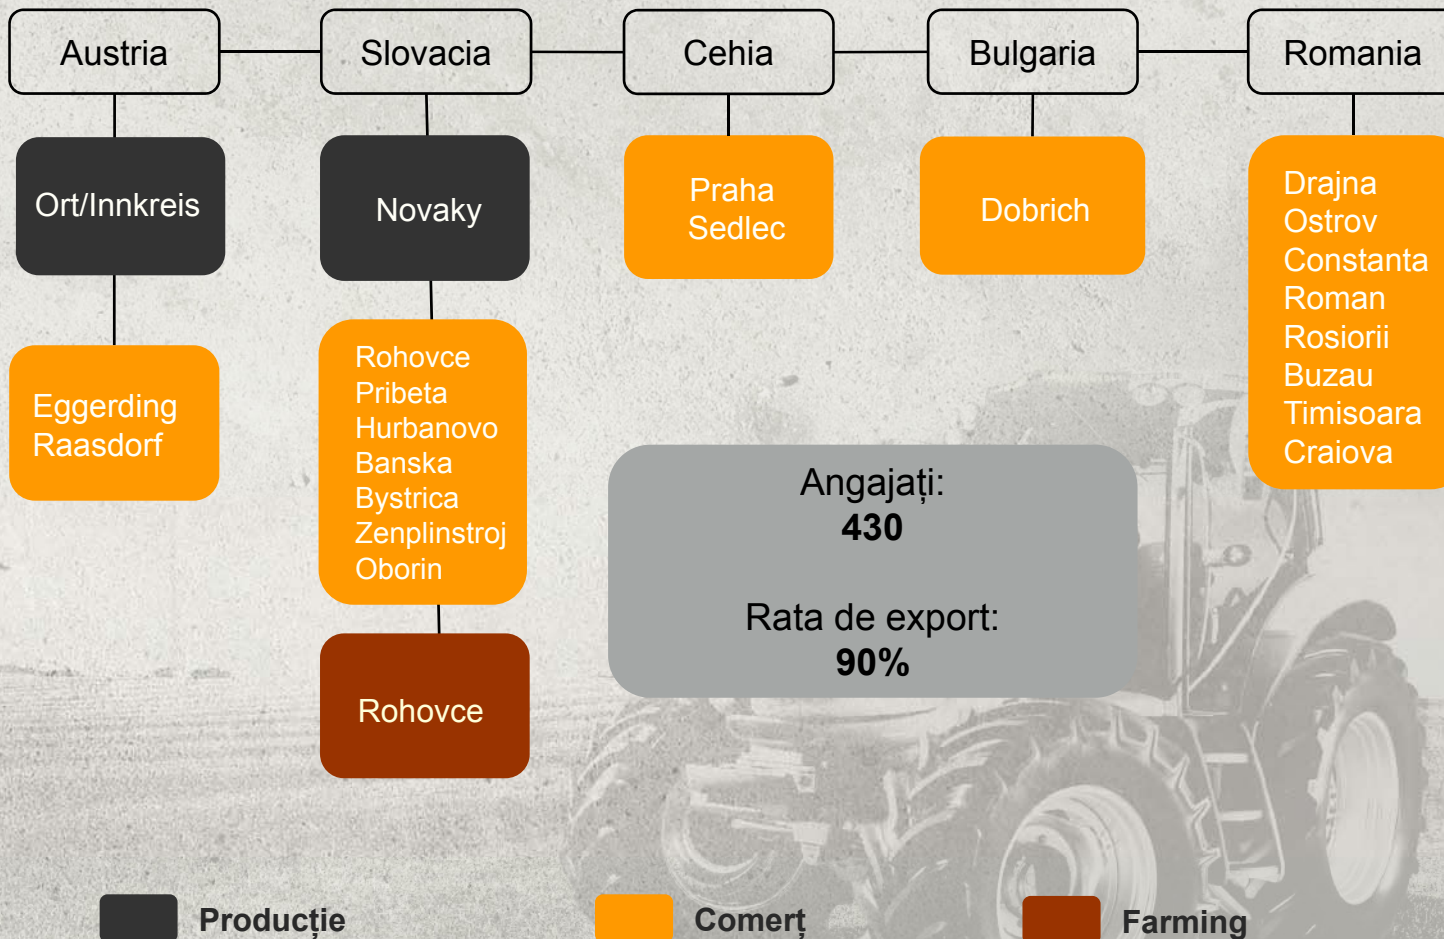 Austria
Slovacia
Cehia
Bulgaria
Romania
Ort/Innkreis
Novaky
Praha
Sedlec
Dobrich
Drajna
Ostrov
Constanta
Roman
Rosiorii
Buzau
Timisoara
Craiova
Eggerding
Raasdorf
Rohovce
Pribeta
Hurbanovo
Banska
Bystrica
Zenplinstroj
Oborin
Angajați:
430
Rata de export:
90%
Rohovce
Producție
Comerț
Farming